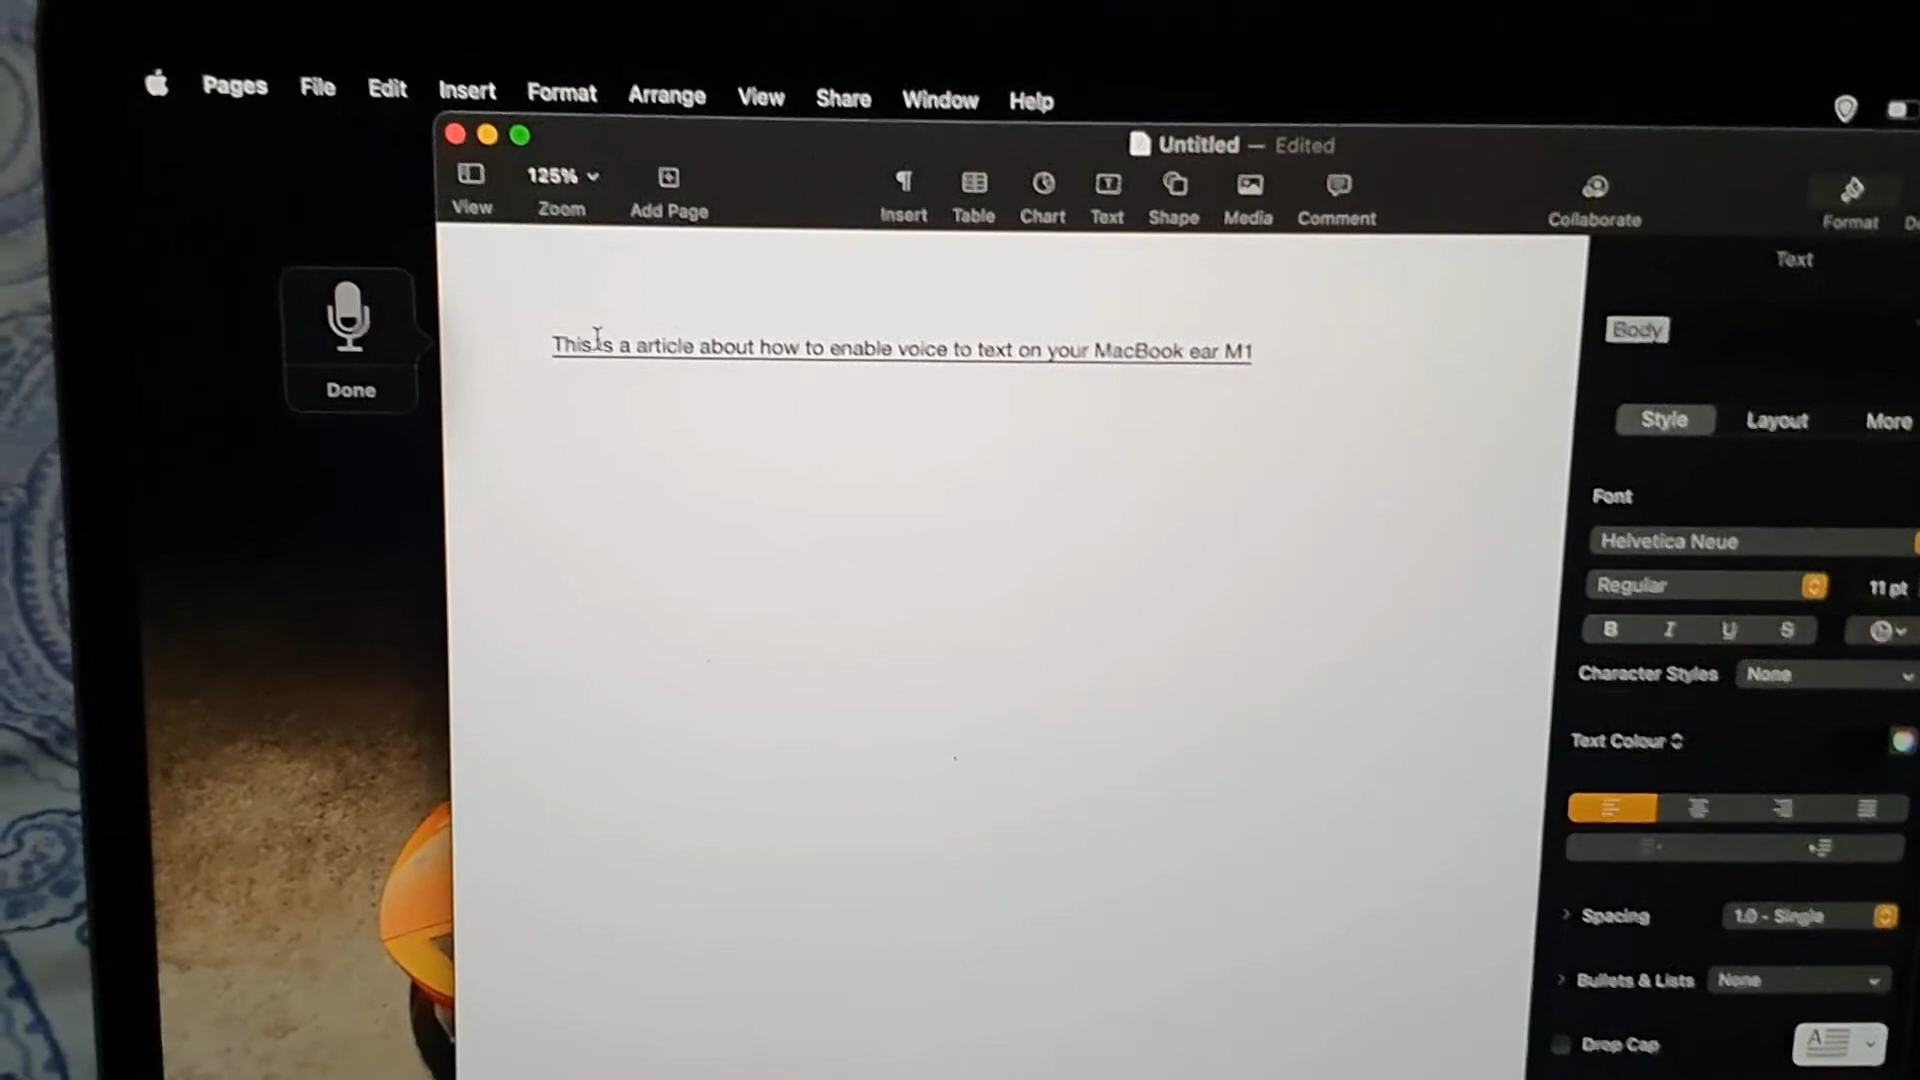 Pages File Edit Insert Format Arrange View Share Window Help
Untitled — Edited
125%
View Zoom Add Page Insert Table Chart Text Shape Media Comment Collaborate Format
Text
This is a article about how to enable voice to text on your MacBook ear M1
Done
Body
Style Layout More
Font
Helvetica Neue
Regular 11 pt
B I U S
Character Styles None
Text Colour
Spacing 1.0 - Single
Bullets & Lists None
Drop Cap